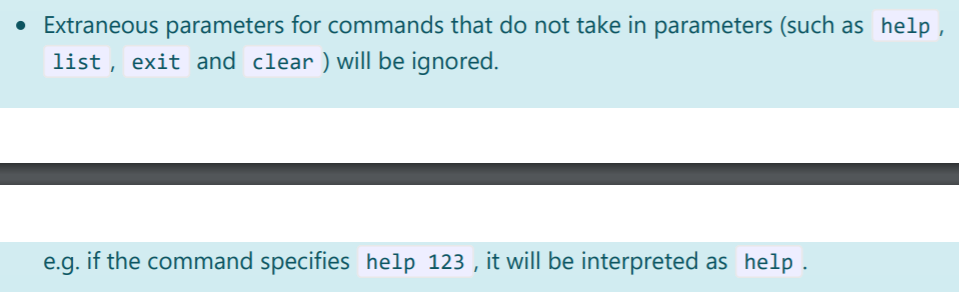 • Extraneous parameters for commands that do not take in parameters (such as help ,
list , exit and clear ) will be ignored.
e.g. if the command specifies help 123 , it will be interpreted as help .